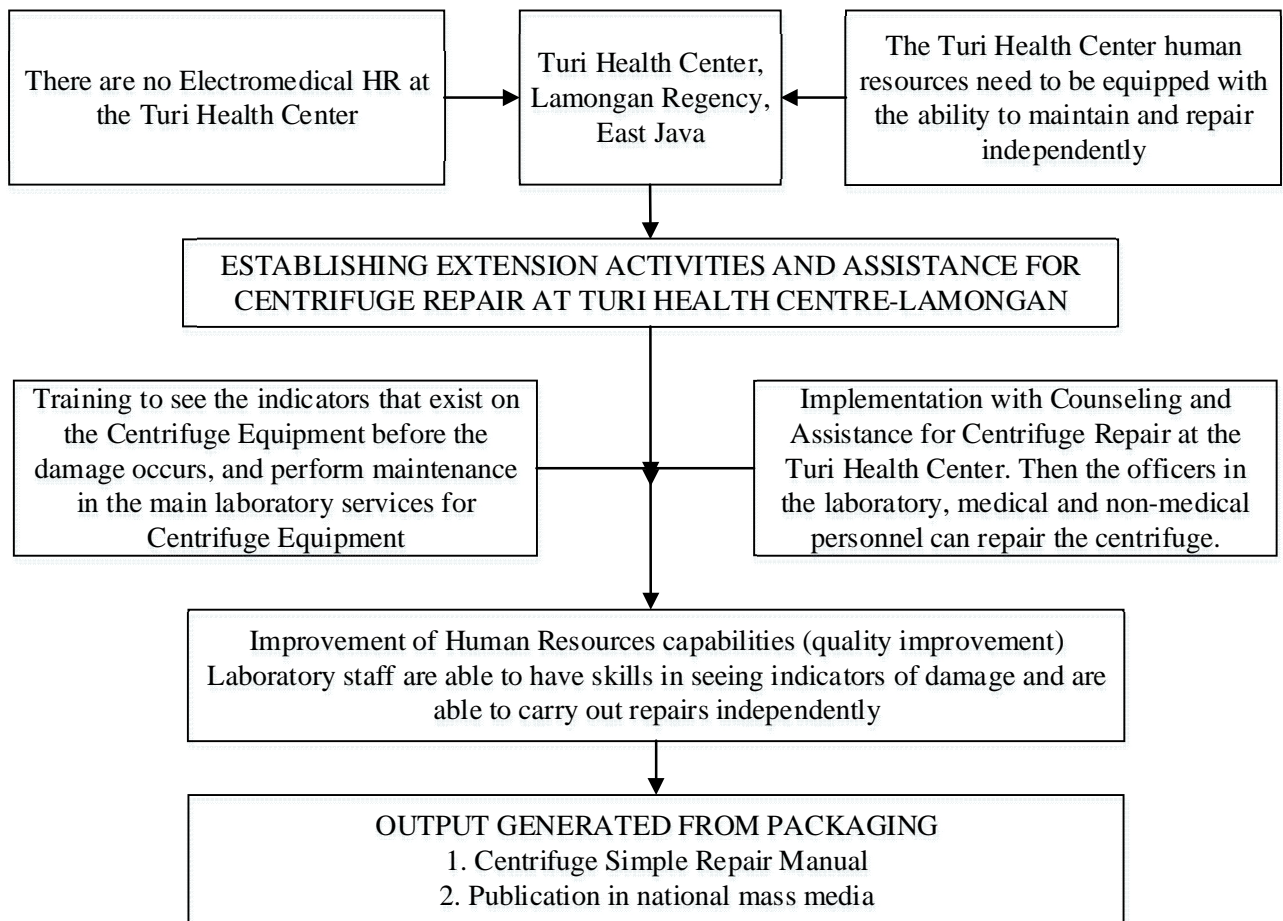 There are no Electromedical HR at
the Turi Health Center
Turi Health Center,
Lamongan Regency,
East Java
The Turi Health Center human
resources need to be equipped with
the ability to maintain and repair
independently
ESTABLISHING EXTENSION ACTIVITIES AND ASSISTANCE FOR
CENTRIFUGE REPAIR AT TURI HEALTH CENTRE-LAMONGAN
Training to see the indicators that exist on
the Centrifuge Equipment before the
damage occurs, and perform maintenance
in the main laboratory services for
Centrifuge Equipment
Implementation with Counseling and
Assistance for Centrifuge Repair at the
Turi Health Center. Then the officers in
the laboratory, medical and non-medical
personnel can repair the centrifuge.
Improvement of Human Resources capabilities (quality improvement)
Laboratory staff are able to have skills in seeing indicators of damage and are
able to carry out repairs independently
OUTPUT GENERATED FROM PACKAGING
1. Centrifuge Simple Repair Manual
2. Publication in national mass media